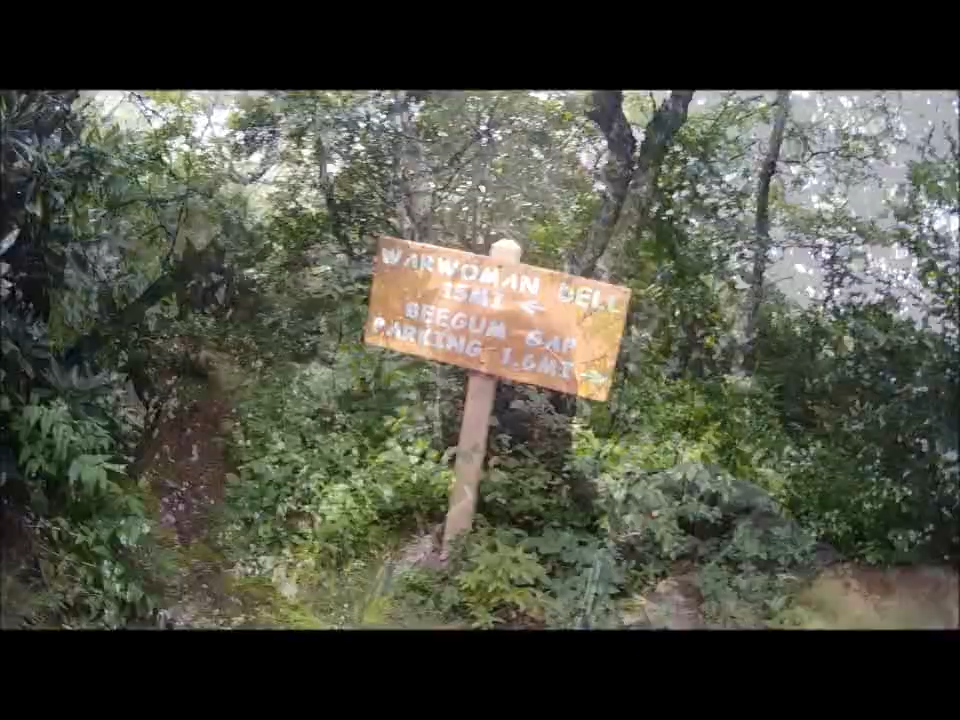 WARWOMAN DELL
15MI ←
BEEGUM GAP
PARKING 1.6MI →